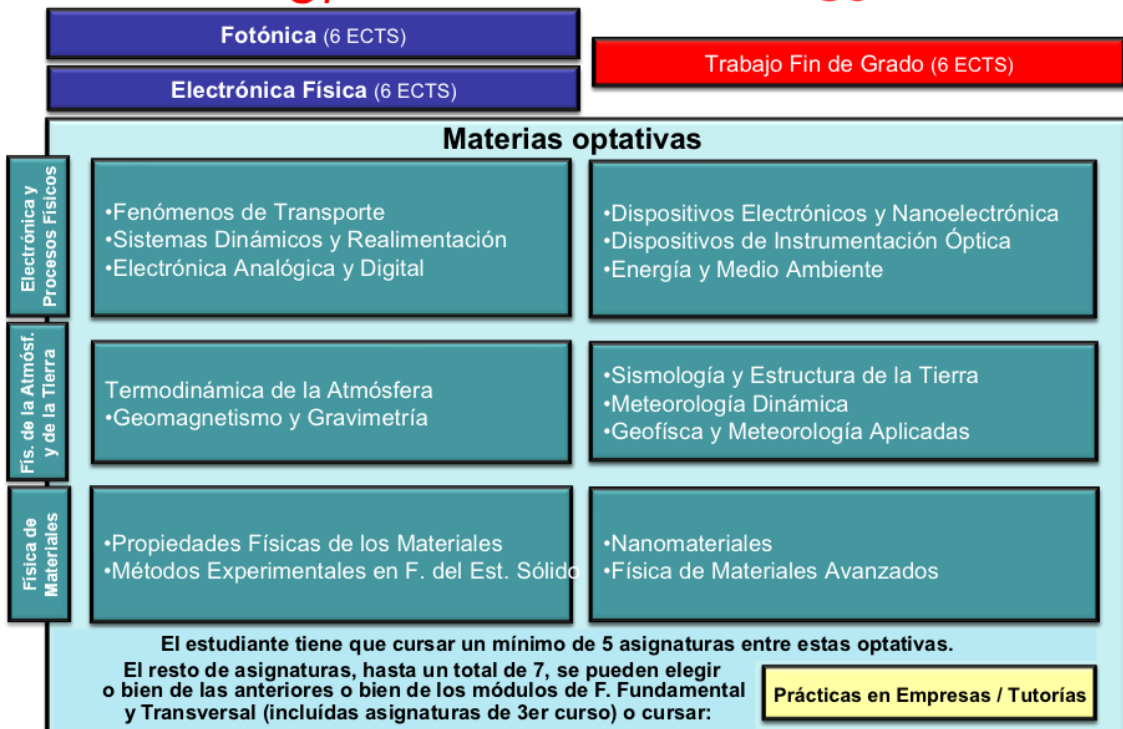 Fotónica (6 ECTS)
Trabajo Fin de Grado (6 ECTS)
Electrónica Física (6 ECTS)
Materias optativas
Electrónica y
Procesos Físicos
•Fenómenos de Transporte
•Sistemas Dinámicos y Realimentación
•Electrónica Analógica y Digital
•Dispositivos Electrónicos y Nanoelectrónica
•Dispositivos de Instrumentación Óptica
•Energía y Medio Ambiente
Fís. de la Atmósf.
y de la Tierra
Termodinámica de la Atmósfera
•Geomagnetismo y Gravimetría
•Sismología y Estructura de la Tierra
•Meteorología Dinámica
•Geofísca y Meteorología Aplicadas
Física de
Materiales
•Propiedades Físicas de los Materiales
•Métodos Experimentales en F. del Est. Sólido
•Nanomateriales
•Física de Materiales Avanzados
El estudiante tiene que cursar un mínimo de 5 asignaturas entre estas optativas.
El resto de asignaturas, hasta un total de 7, se pueden elegir
o bien de las anteriores o bien de los módulos de F. Fundamental
y Transversal (incluídas asignaturas de 3er curso) o cursar:
Prácticas en Empresas / Tutorías